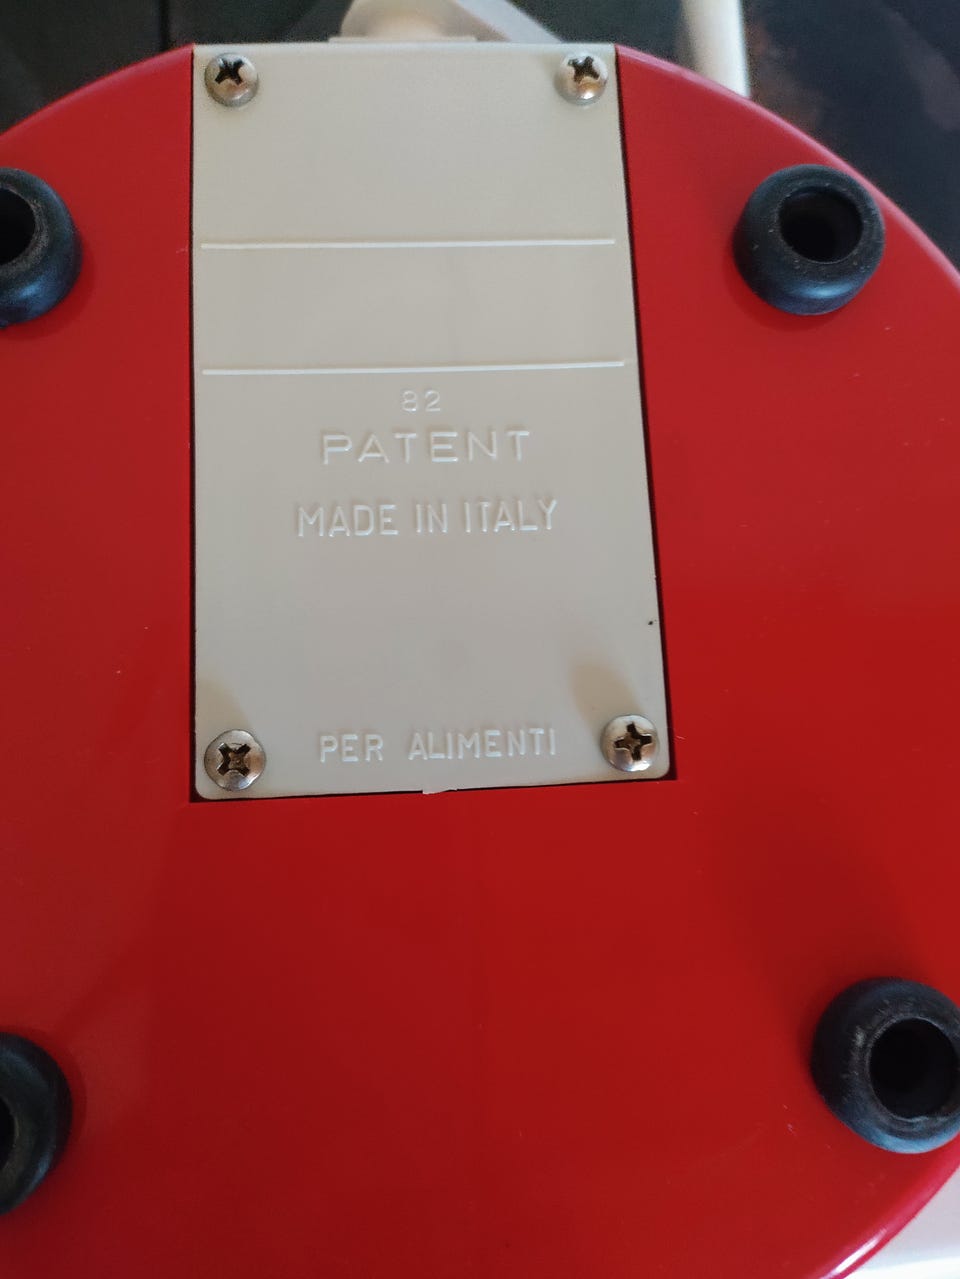 82
PATENT
MADE IN ITALY
PER ALIMENTI